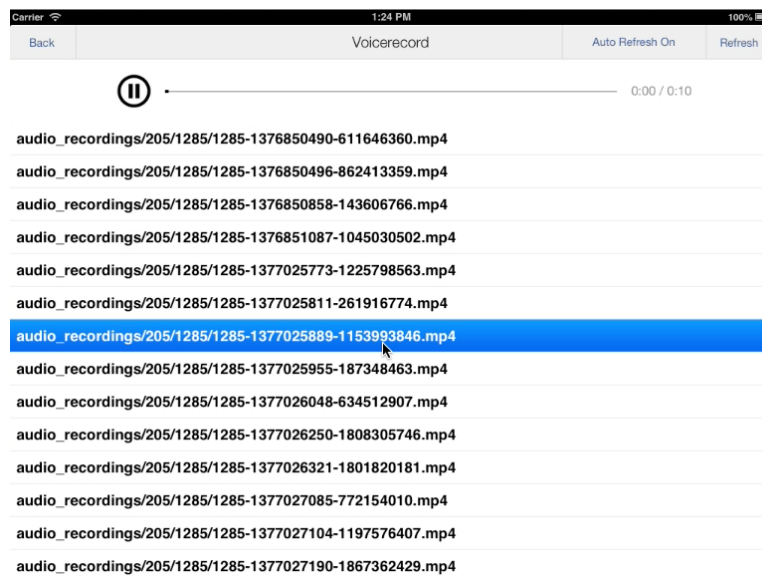 Carrier 1:24 PM 100%
Back Voicerecord Auto Refresh On Refresh
0:00 / 0:10
audio_recordings/205/1285/1285-1376850490-611646360.mp4
audio_recordings/205/1285/1285-1376850496-862413359.mp4
audio_recordings/205/1285/1285-1376850858-143606766.mp4
audio_recordings/205/1285/1285-1376851087-1045030502.mp4
audio_recordings/205/1285/1285-1377025773-1225798563.mp4
audio_recordings/205/1285/1285-1377025811-261916774.mp4
audio_recordings/205/1285/1285-1377025889-1153993846.mp4
audio_recordings/205/1285/1285-1377025955-187348463.mp4
audio_recordings/205/1285/1285-1377026048-634512907.mp4
audio_recordings/205/1285/1285-1377026250-1808305746.mp4
audio_recordings/205/1285/1285-1377026321-1801820181.mp4
audio_recordings/205/1285/1285-1377027085-772154010.mp4
audio_recordings/205/1285/1285-1377027104-1197576407.mp4
audio_recordings/205/1285/1285-1377027190-1867362429.mp4